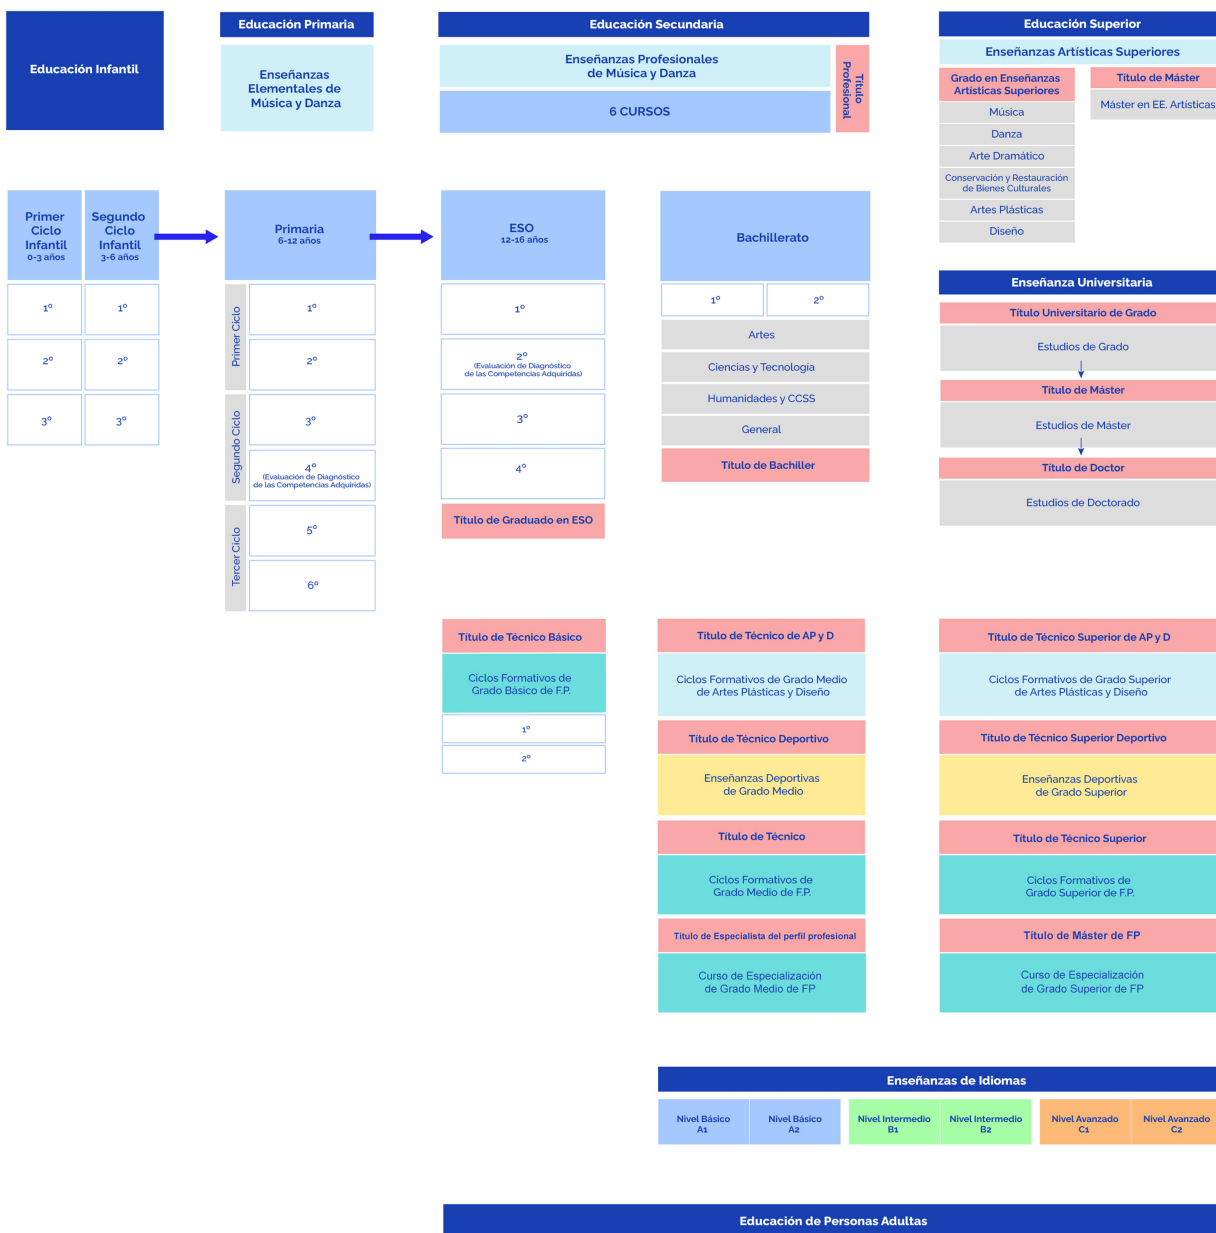 Educación Infantil
Educación Primaria
Enseñanzas
Elementales de
Música y Danza
Educación Secundaria
Enseñanzas Profesionales
de Música y Danza
6 CURSOS
Título
Profesional
Educación Superior
Enseñanzas Artísticas Superiores
Grado en Enseñanzas
Artísticas Superiores
Música
Danza
Arte Dramático
Conservación y Restauración
de Bienes Culturales
Artes Plásticas
Diseño
Título de Máster
Máster en EE. Artísticas
Primer
Ciclo
Infantil
0-3 años
1º
2º
3º
Segundo
Ciclo
Infantil
3-6 años
1º
2º
3º
Primaria
6-12 años
Primer Ciclo
1º
2º
Segundo Ciclo
3º
4º
(Evaluación de Diagnóstico
de las Competencias Adquiridas)
Tercer Ciclo
5º
6º
ESO
12-16 años
1º
2º
(Evaluación de Diagnóstico
de las Competencias Adquiridas)
3º
4º
Título de Graduado en ESO
Bachillerato
1º
2º
Artes
Ciencias y Tecnología
Humanidades y CCSS
General
Título de Bachiller
Enseñanza Universitaria
Título Universitario de Grado
Estudios de Grado
Título de Máster
Estudios de Máster
Título de Doctor
Estudios de Doctorado
Título de Técnico Básico
Ciclos Formativos de
Grado Básico de F.P.
1º
2º
Título de Técnico de AP y D
Ciclos Formativos de Grado Medio
de Artes Plásticas y Diseño
Título de Técnico Deportivo
Enseñanzas Deportivas
de Grado Medio
Título de Técnico
Ciclos Formativos de
Grado Medio de F.P.
Título de Especialista del perfil profesional
Curso de Especialización
de Grado Medio de FP
Título de Técnico Superior de AP y D
Ciclos Formativos de Grado Superior
de Artes Plásticas y Diseño
Título de Técnico Superior Deportivo
Enseñanzas Deportivas
de Grado Superior
Título de Técnico Superior
Ciclos Formativos de
Grado Superior de F.P.
Título de Máster de FP
Curso de Especialización
de Grado Superior de FP
Enseñanzas de Idiomas
Nivel Básico
A1
Nivel Básico
A2
Nivel Intermedio
B1
Nivel Intermedio
B2
Nivel Avanzado
C1
Nivel Avanzado
C2
Educación de Personas Adultas